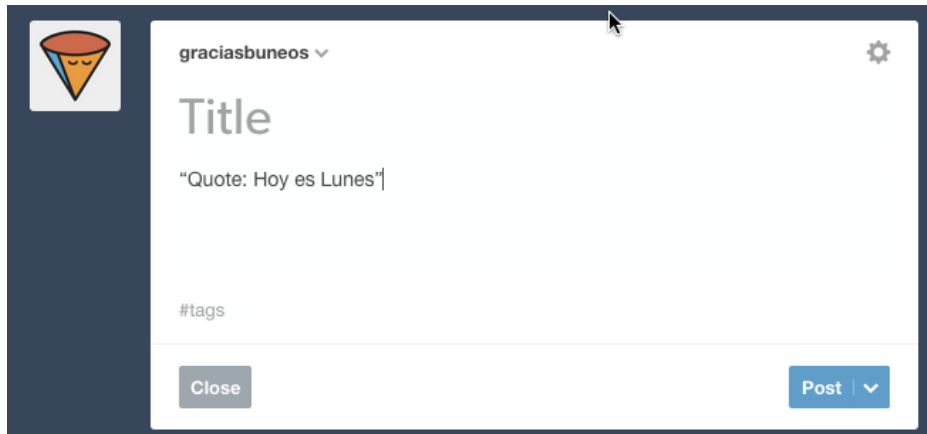 graciasbuneos
Title
“Quote: Hoy es Lunes”
#tags
Close
Post